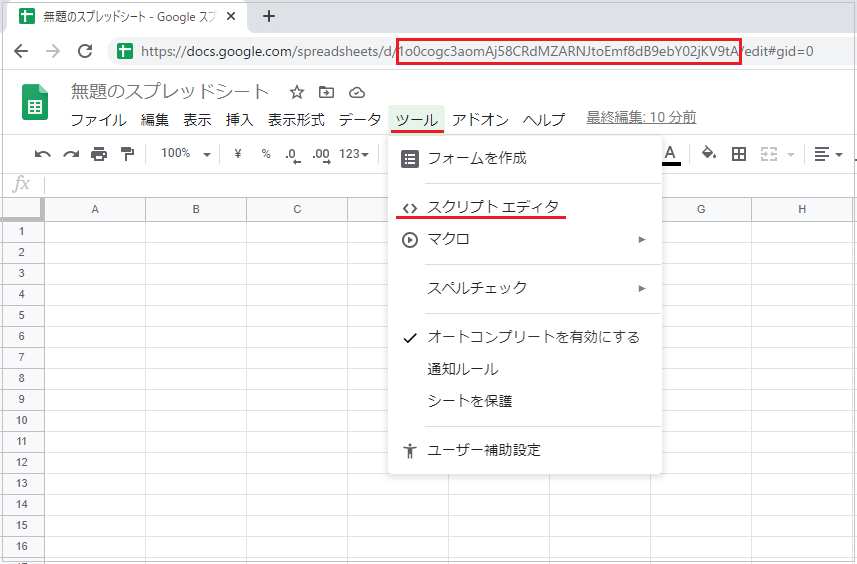 無題のスプレッドシート - Google スプ
https://docs.google.com/spreadsheets/d/1o0cogc3aomAj58CRdMZARNJtoEmf8dB9ebY02jKV9tA/edit#gid=0
無題のスプレッドシート
ファイル 編集 表示 挿入 表示形式 データ ツール アドオン ヘルプ 最終編集: 10 分前
100% ¥ % .0 .00 123 A
fx
A B C G H
フォームを作成
スクリプト エディタ
マクロ
スペルチェック
オートコンプリートを有効にする
通知ルール
シートを保護
ユーザー補助設定
1
2
3
4
5
6
7
8
9
10
11
12
13
14
15
16